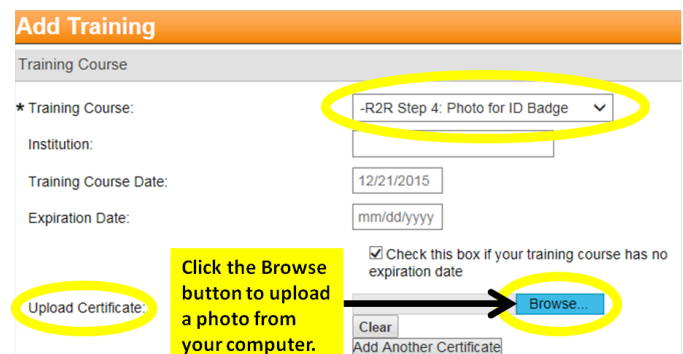 Add Training
Training Course
* Training Course: -R2R Step 4: Photo for ID Badge
Institution:
Training Course Date: 12/21/2015
Expiration Date: mm/dd/yyyy
Check this box if your training course has no
expiration date
Click the Browse
button to upload
a photo from
your computer.
Upload Certificate: Browse...
Clear
Add Another Certificate